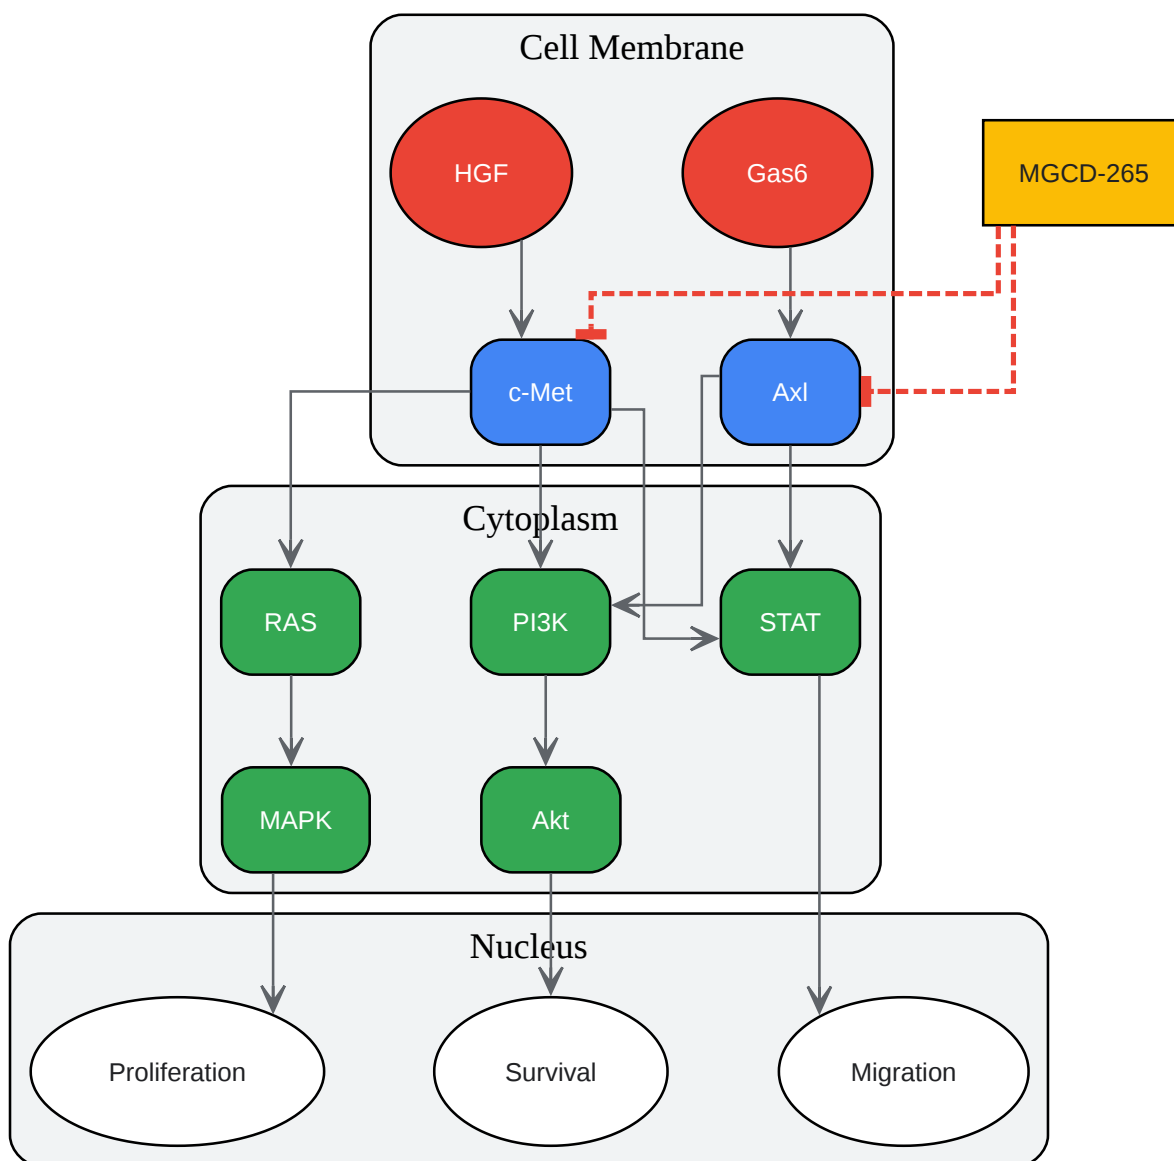 Cell Membrane
HGF
Gas6
MGCD-265
c-Met
Axl
Cytoplasm
RAS
PI3K
STAT
MAPK
Akt
Nucleus
Proliferation
Survival
Migration